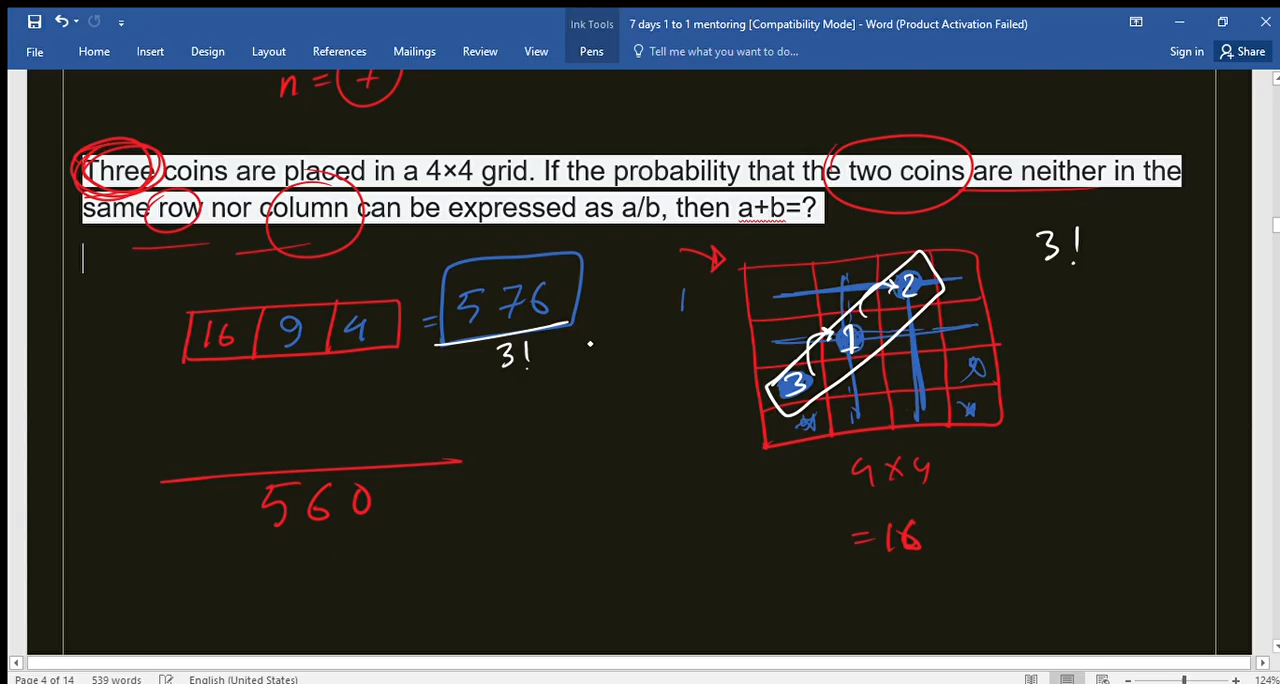 Ink Tools
7 days 1 to 1 mentoring [Compatibility Mode] - Word (Product Activation Failed)
File Home Insert Design Layout References Mailings Review View Pens Tell me what you want to do... Sign in Share
n = 7
Three coins are placed in a 4×4 grid. If the probability that the two coins are neither in the
same row nor column can be expressed as a/b, then a+b=?
3!
16 9 4 = 576
3!
1
2
1
3
560
4 × 4
= 16
Page 4 of 14 539 words English (United States) 124%